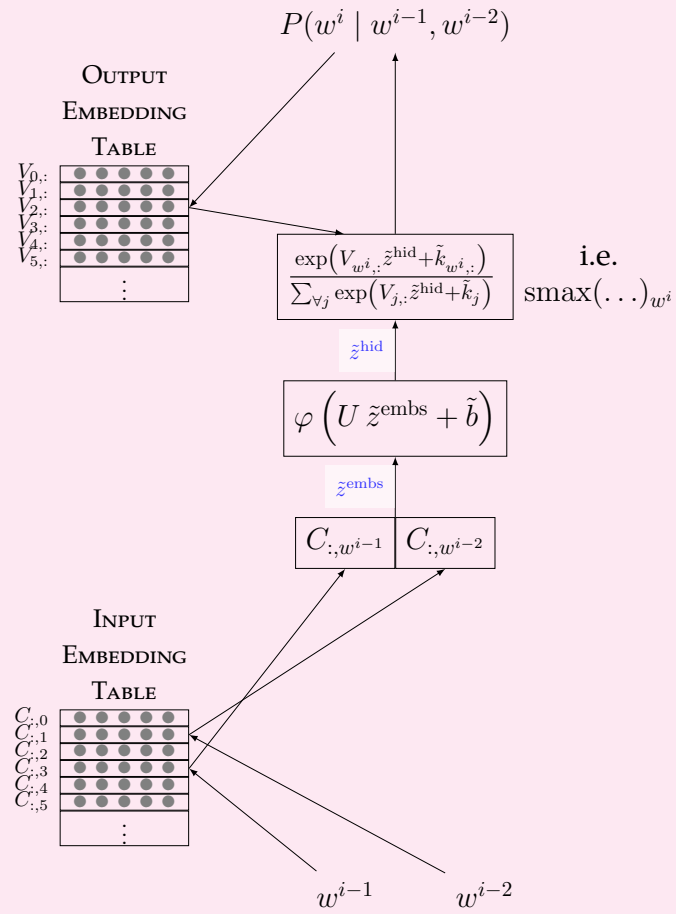 P(w^i | w^{i-1}, w^{i-2})
OUTPUT
EMBEDDING
TABLE
V_{0,:}
V_{1,:}
V_{2,:}
V_{3,:}
V_{4,:}
V_{5,:}
⋮
exp(V_{w^i,:} z̃^{hid} + k̃_{w^i,:})
∑_{∀j} exp(V_{j,:} z̃^{hid} + k̃_j)
i.e.
smax(…)_{w^i}
z̃^{hid}
φ(U z̃^{embs} + b̃)
z̃^{embs}
C_{:,w^{i-1}} C_{:,w^{i-2}}
INPUT
EMBEDDING
TABLE
C_{:,0}
C_{:,1}
C_{:,2}
C_{:,3}
C_{:,4}
C_{:,5}
⋮
w^{i-1} w^{i-2}